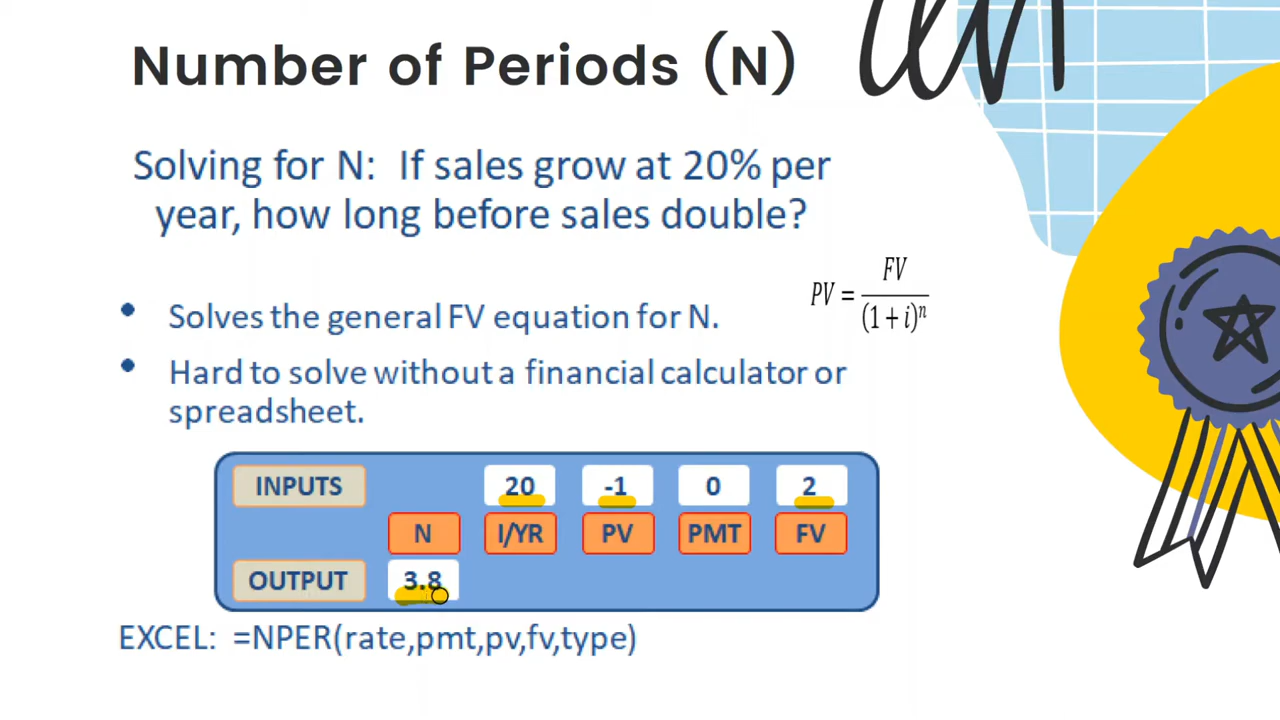 Number of Periods (N)
Solving for N: If sales grow at 20% per
year, how long before sales double?
PV = FV / (1 + i)^n
• Solves the general FV equation for N.
• Hard to solve without a financial calculator or
spreadsheet.
INPUTS 20 -1 0 2
N I/YR PV PMT FV
OUTPUT 3.8
EXCEL: =NPER(rate,pmt,pv,fv,type)